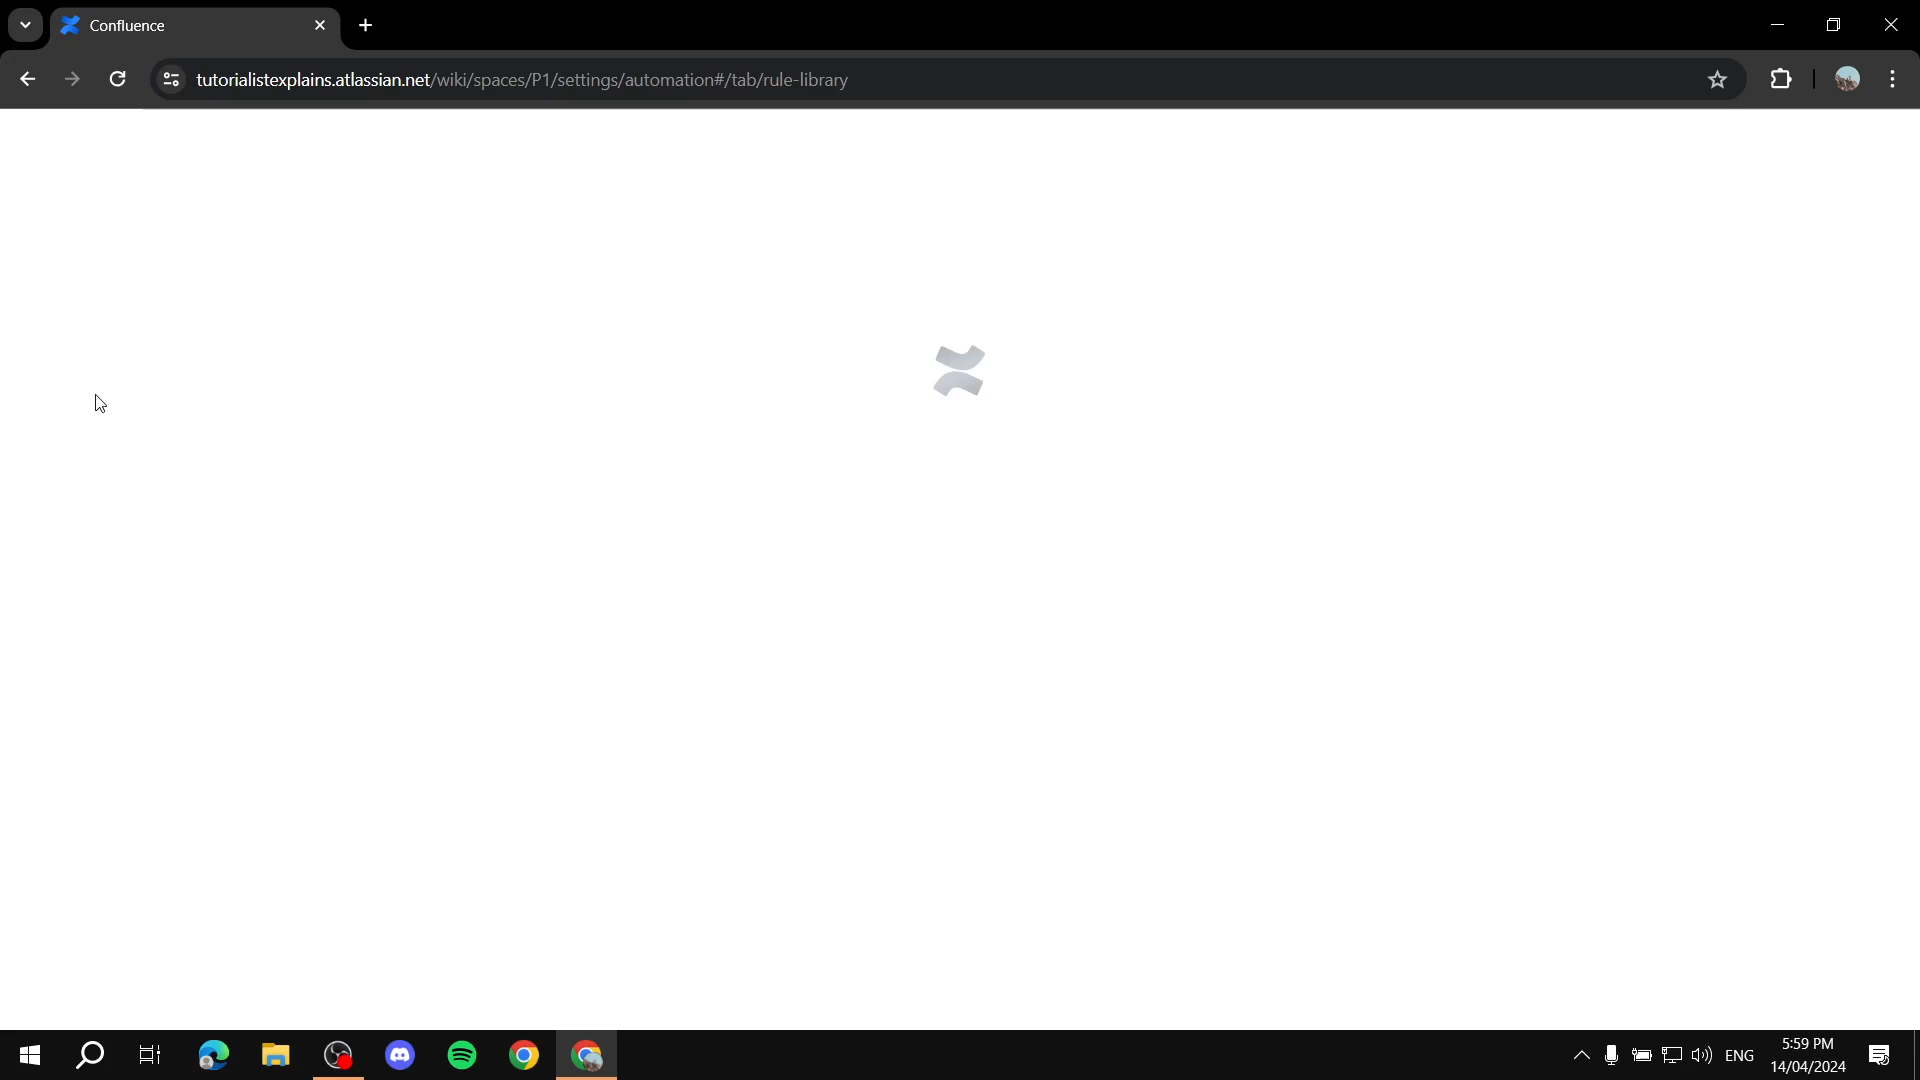 Confluence
tutorialistexplains.atlassian.net/wiki/spaces/P1/settings/automation#/tab/rule-library
ENG
5:59 PM
14/04/2024